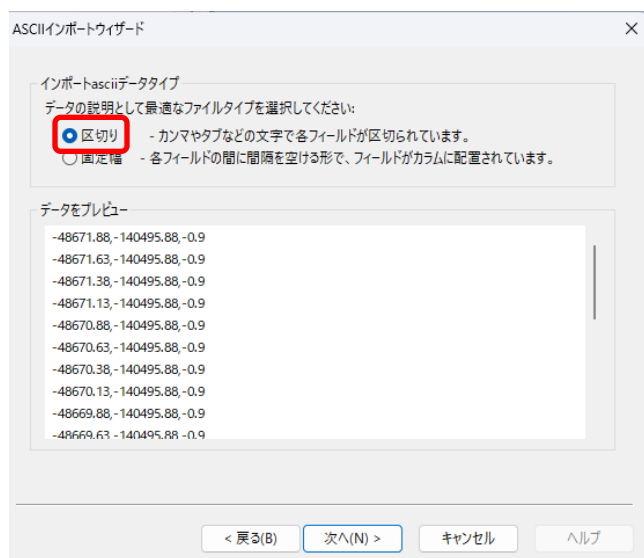 ASCIIインポートウィザード
インポートasciiデータタイプ
データの説明として最適なファイルタイプを選択してください:
区切り - カンマやタブなどの文字で各フィールドが区切られています。
固定幅 - 各フィールドの間に間隔を空ける形で、フィールドがカラムに配置されています。
データをプレビュー
-48671.88,-140495.88,-0.9
-48671.63,-140495.88,-0.9
-48671.38,-140495.88,-0.9
-48671.13,-140495.88,-0.9
-48670.88,-140495.88,-0.9
-48670.63,-140495.88,-0.9
-48670.38,-140495.88,-0.9
-48670.13,-140495.88,-0.9
-48669.88,-140495.88,-0.9
-48669.63,-140495.88,-0.9
< 戻る(B)
次へ(N) >
キャンセル
ヘルプ